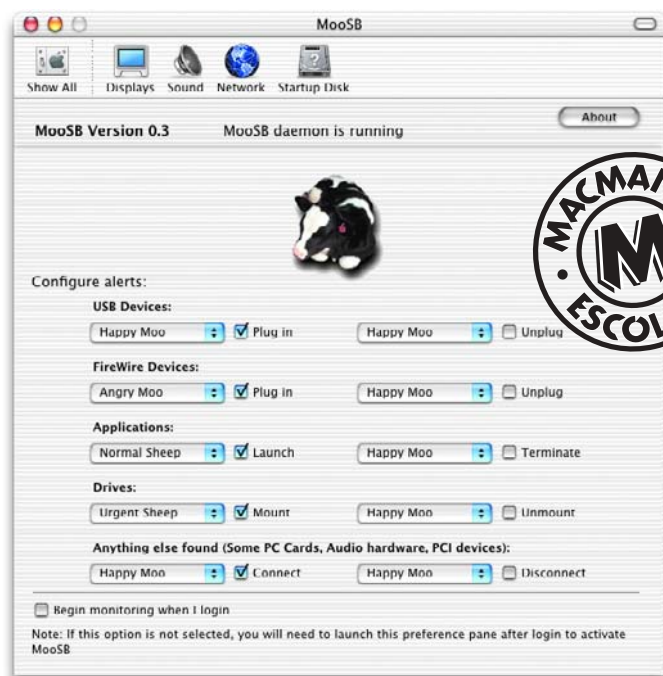 MooSB
Show All Displays Sound Network Startup Disk
About
MooSB Version 0.3 MooSB daemon is running
MACMAN
M
ESCOL
Configure alerts:
USB Devices:
Happy Moo Plug in Happy Moo Unplug
FireWire Devices:
Angry Moo Plug in Happy Moo Unplug
Applications:
Normal Sheep Launch Happy Moo Terminate
Drives:
Urgent Sheep Mount Happy Moo Unmount
Anything else found (Some PC Cards, Audio hardware, PCI devices):
Happy Moo Connect Happy Moo Disconnect
Begin monitoring when I login
Note: If this option is not selected, you will need to launch this preference pane after login to activate
MooSB